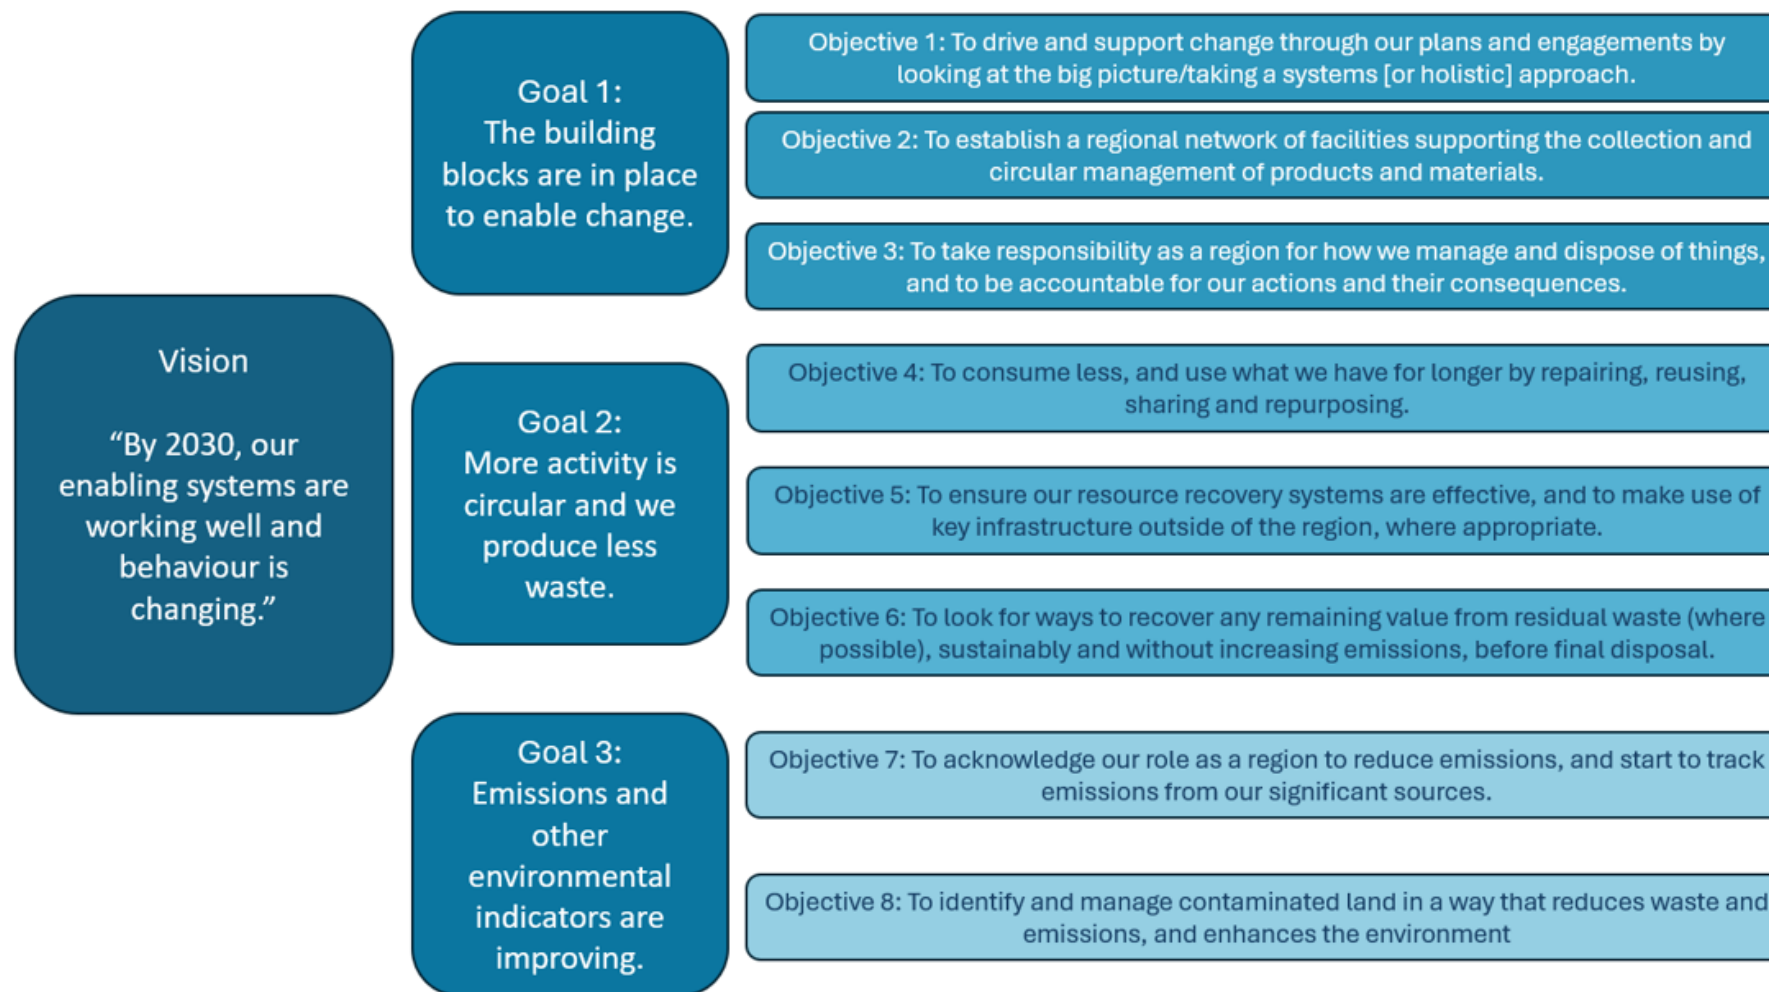 Vision
“By 2030, our
enabling systems are
working well and
behaviour is
changing.”
Goal 1:
The building
blocks are in place
to enable change.
Objective 1: To drive and support change through our plans and engagements by
looking at the big picture/taking a systems [or holistic] approach.
Objective 2: To establish a regional network of facilities supporting the collection and
circular management of products and materials.
Objective 3: To take responsibility as a region for how we manage and dispose of things,
and to be accountable for our actions and their consequences.
Goal 2:
More activity is
circular and we
produce less
waste.
Objective 4: To consume less, and use what we have for longer by repairing, reusing,
sharing and repurposing.
Objective 5: To ensure our resource recovery systems are effective, and to make use of
key infrastructure outside of the region, where appropriate.
Objective 6: To look for ways to recover any remaining value from residual waste (where
possible), sustainably and without increasing emissions, before final disposal.
Goal 3:
Emissions and
other
environmental
indicators are
improving.
Objective 7: To acknowledge our role as a region to reduce emissions, and start to track
emissions from our significant sources.
Objective 8: To identify and manage contaminated land in a way that reduces waste and
emissions, and enhances the environment